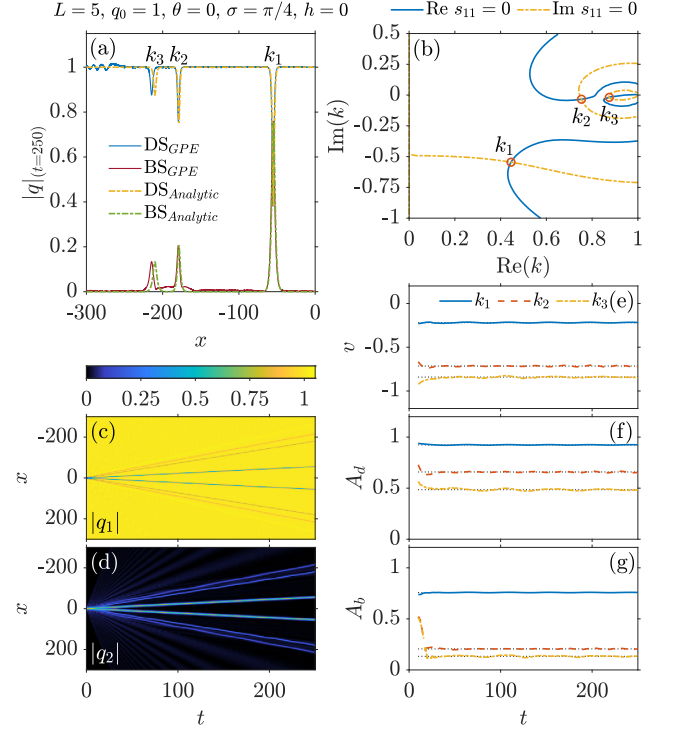 L = 5, q₀ = 1, θ = 0, σ = π/4, h = 0
Re s₁₁ = 0 Im s₁₁ = 0
(a) k₃ k₂ k₁
1
0.8
0.6
0.4
0.2
0
|q|(t=250)
DS_GPE
BS_GPE
DS_Analytic
BS_Analytic
-300 -200 -100 0
x
(b)
0.5
0.25
0
-0.25
-0.5
-0.75
-1
Im(k)
k₂ k₃
k₁
0 0.2 0.4 0.6 0.8 1
Re(k)
0 0.25 0.5 0.75 1
(c)
-200
0
200
x
|q₁|
(d)
-200
0
200
x
|q₂|
0 100 200
t
k₁ k₂ k₃ (e)
0
-0.5
-1
v
(f)
1
0.5
0
A_d
(g)
1
0.5
0
A_b
0 100 200
t